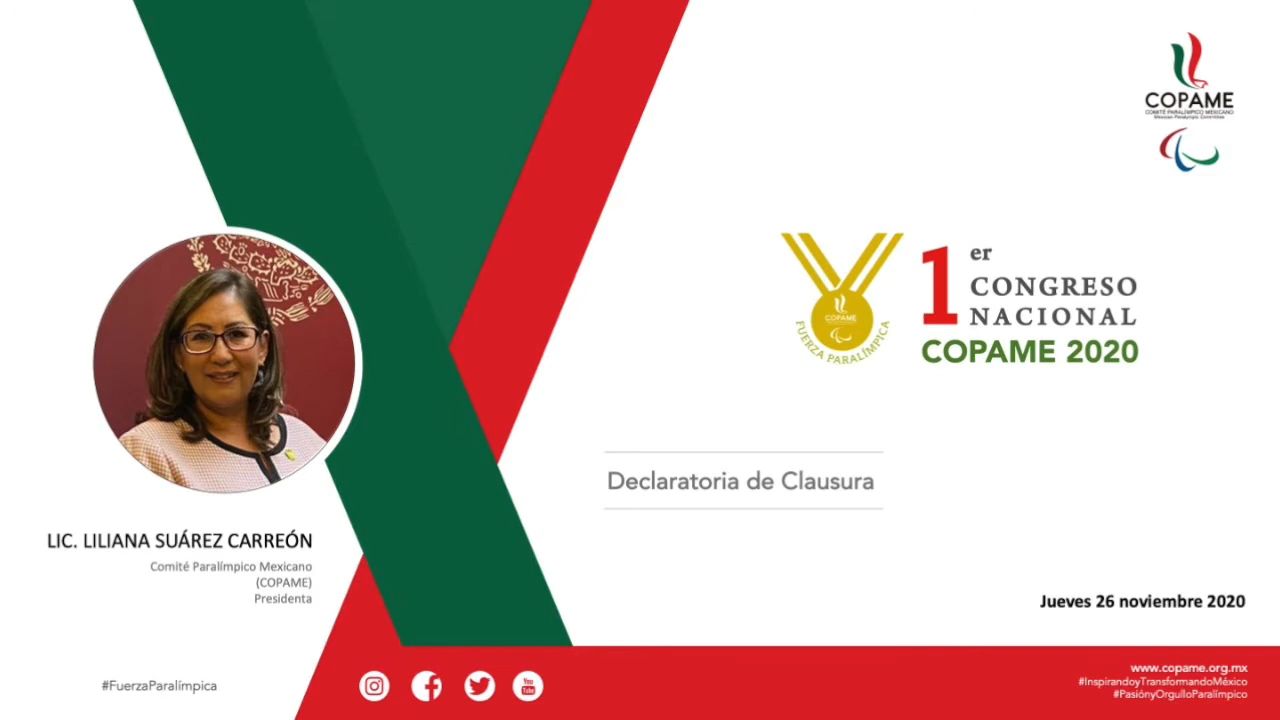 COPAME
COMITÉ PARALÍMPICO MEXICANO
Mexican Paralympic Committee
1er
CONGRESO
NACIONAL
COPAME 2020
COPAME
FUERZA PARALÍMPICA
Declaratoria de Clausura
LIC. LILIANA SUÁREZ CARREÓN
Comité Paralímpico Mexicano
(COPAME)
Presidenta
Jueves 26 noviembre 2020
#FuerzaParalímpica
You
Tube
www.copame.org.mx
#InspirandoyTransformandoMéxico
#PasiónyOrgulloParalímpico